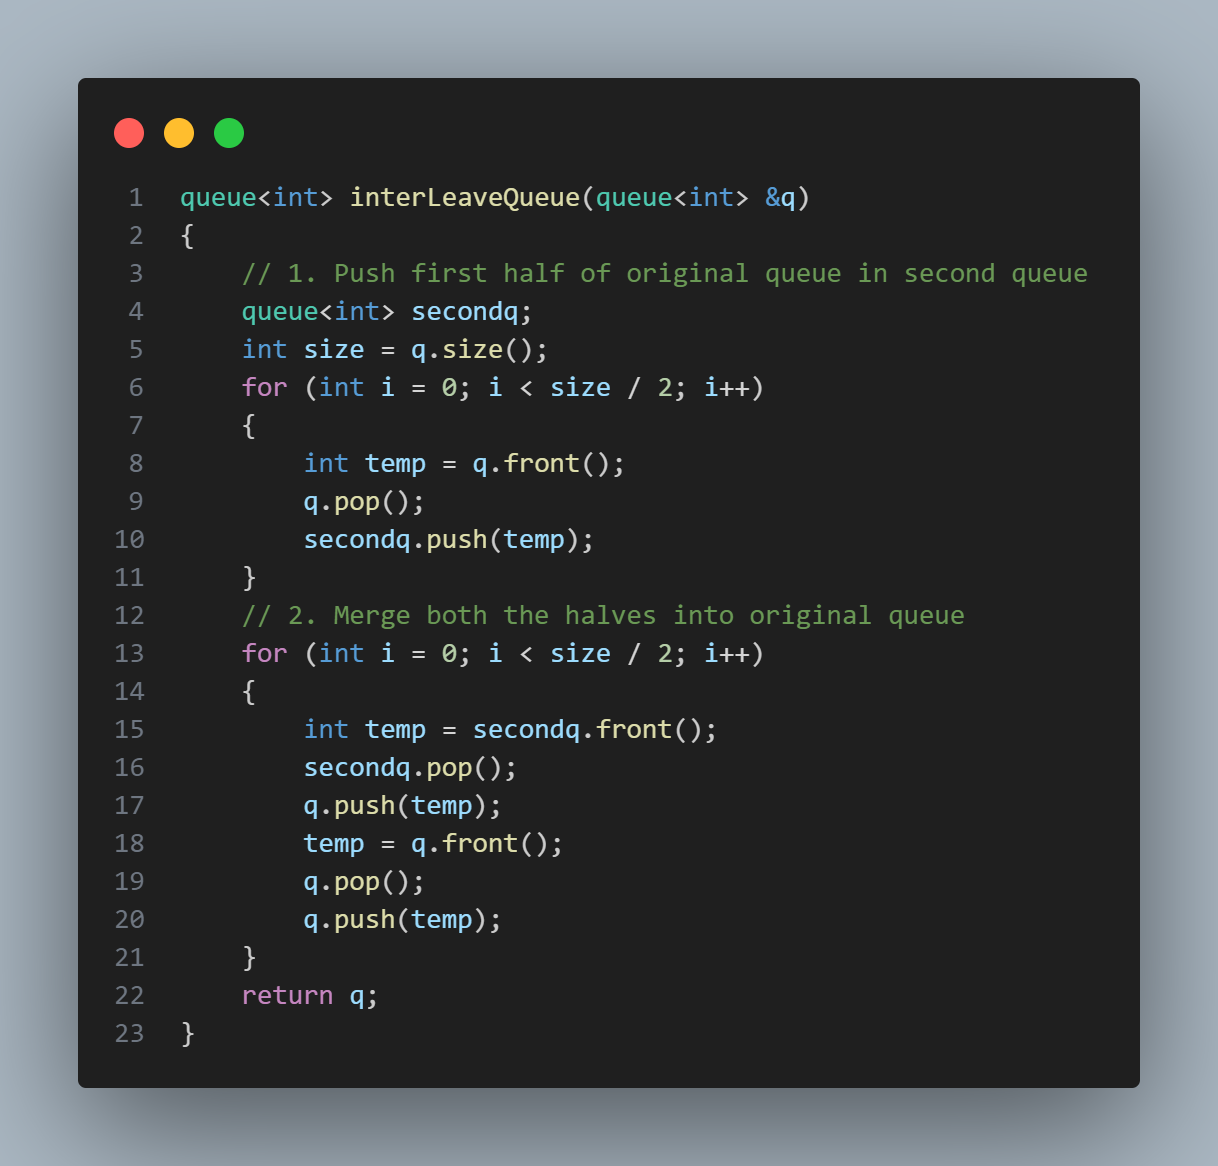 1 queue<int> interLeaveQueue(queue<int> &q)
2 {
3     // 1. Push first half of original queue in second queue
4     queue<int> secondq;
5     int size = q.size();
6     for (int i = 0; i < size / 2; i++)
7     {
8         int temp = q.front();
9         q.pop();
10         secondq.push(temp);
11     }
12     // 2. Merge both the halves into original queue
13     for (int i = 0; i < size / 2; i++)
14     {
15         int temp = secondq.front();
16         secondq.pop();
17         q.push(temp);
18         temp = q.front();
19         q.pop();
20         q.push(temp);
21     }
22     return q;
23 }